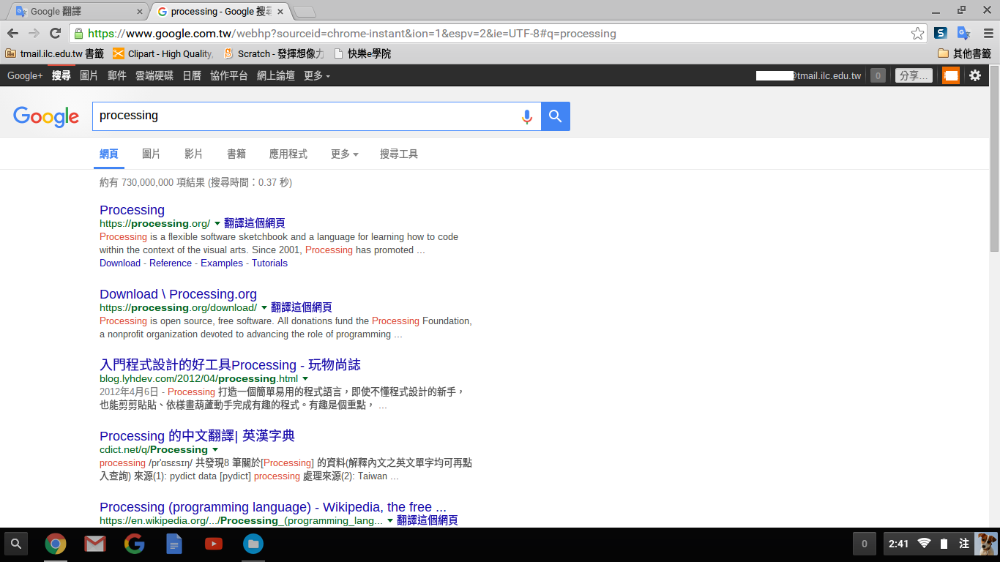 Google 翻譯
processing - Google 搜尋
https://www.google.com.tw/webhp?sourceid=chrome-instant&ion=1&espv=2&ie=UTF-8#q=processing
tmail.ilc.edu.tw 書籤 Clipart - High Quality, Scratch - 發揮想像力 快樂e學院 其他書籤
Google+ 搜尋 圖片 郵件 雲端硬碟 日曆 協作平台 網上論壇 更多 @tmail.ilc.edu.tw 0 分享…
Google processing
網頁 圖片 影片 書籍 應用程式 更多 搜尋工具
約有 730,000,000 項結果 (搜尋時間：0.37 秒)
Processing
https://processing.org/ 翻譯這個網頁
Processing is a flexible software sketchbook and a language for learning how to code
within the context of the visual arts. Since 2001, Processing has promoted ...
Download - Reference - Examples - Tutorials
Download \ Processing.org
https://processing.org/download/ 翻譯這個網頁
Processing is open source, free software. All donations fund the Processing Foundation,
a nonprofit organization devoted to advancing the role of programming ...
入門程式設計的好工具Processing - 玩物尚誌
blog.lyhdev.com/2012/04/processing.html
2012年4月6日 - Processing 打造一個簡單易用的程式語言，即使不懂程式設計的新手，
也能剪剪貼貼、依樣畫葫蘆動手完成有趣的程式。有趣是個重點， ...
Processing 的中文翻譯| 英漢字典
cdict.net/q/Processing
processing /pr'ɑsɛsɪŋ/ 共發現8 筆關於[Processing] 的資料(解釋內文之英文單字均可再點
入查詢) 來源(1): pydict data [pydict] processing 處理來源(2): Taiwan ...
Processing (programming language) - Wikipedia, the free ...
https://en.wikipedia.org/.../Processing_(programming_lang... 翻譯這個網頁
0 2:41 注